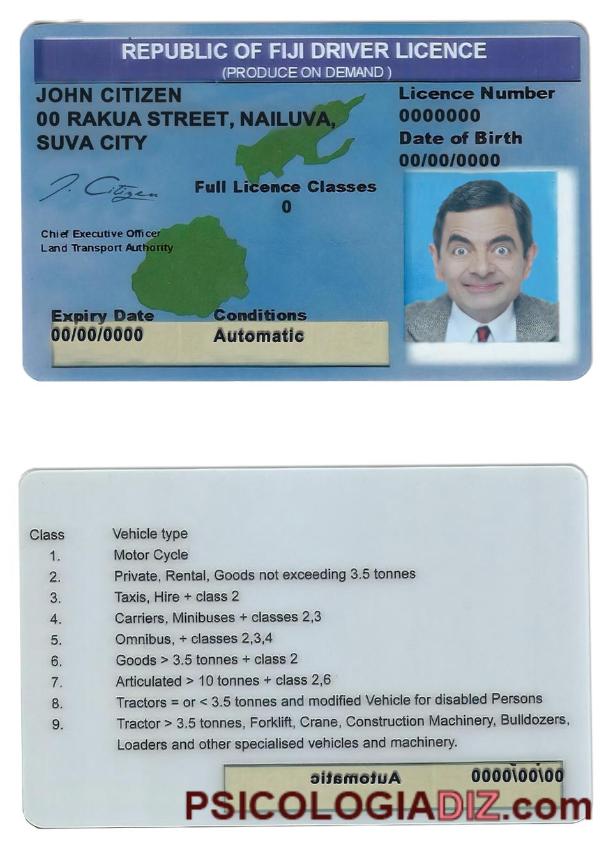 REPUBLIC OF FIJI DRIVER LICENCE
(PRODUCE ON DEMAND )
JOHN CITIZEN
00 RAKUA STREET, NAILUVA,
SUVA CITY
Licence Number
0000000
Date of Birth
00/00/0000
J. Citizen
Full Licence Classes
0
Chief Executive Officer
Land Transport Authority
Expiry Date Conditions
00/00/0000 Automatic
Class Vehicle type
1. Motor Cycle
2. Private, Rental, Goods not exceeding 3.5 tonnes
3. Taxis, Hire + class 2
4. Carriers, Minibuses + classes 2,3
5. Omnibus, + classes 2,3,4
6. Goods > 3.5 tonnes + class 2
7. Articulated > 10 tonnes + class 2,6
8. Tractors = or < 3.5 tonnes and modified Vehicle for disabled Persons
9. Tractor > 3.5 tonnes, Forklift, Crane, Construction Machinery, Bulldozers,
Loaders and other specialised vehicles and machinery.
Automatic 00/00/0000
PSICOLOGIADIZ.com